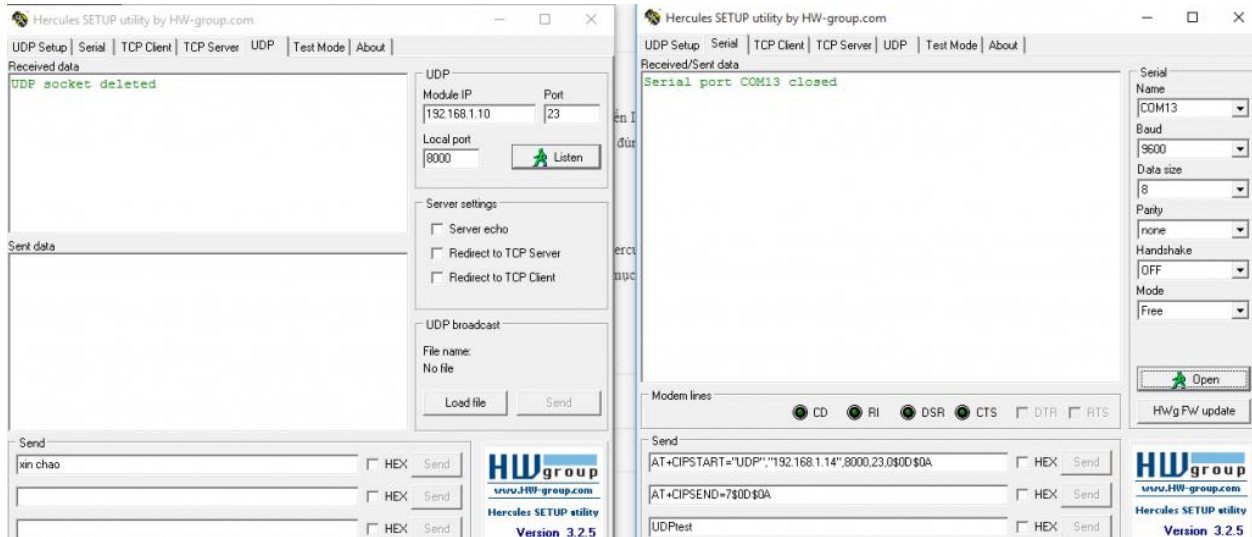 Hercules SETUP utility by HW-group.com
UDP Setup Serial TCP Client TCP Server UDP Test Mode About
Received data
UDP socket deleted
UDP
Module IP Port
192.168.1.10 23
Local port
8000 Listen
Server settings
Server echo
Redirect to TCP Server
Redirect to TCP Client
Sent data
UDP broadcast
File name:
No file
Load file Send
Send
xin chao HEX Send
HEX Send
HEX Send
HWgroup
www.HW-group.com
Hercules SETUP utility
Version 3.2.5
Hercules SETUP utility by HW-group.com
UDP Setup Serial TCP Client TCP Server UDP Test Mode About
Received/Sent data
Serial port COM13 closed
Serial
Name
COM13
Baud
9600
Data size
8
Parity
none
Handshake
OFF
Mode
Free
Open
HWg FW update
Modem lines
CD RI DSR CTS DTR RTS
Send
AT+CIPSTART="UDP","192.168.1.14",8000,23,0$0D$0A HEX Send
AT+CIPSEND=7$0D$0A HEX Send
UDPtest HEX Send
HWgroup
www.HW-group.com
Hercules SETUP utility
Version 3.2.5